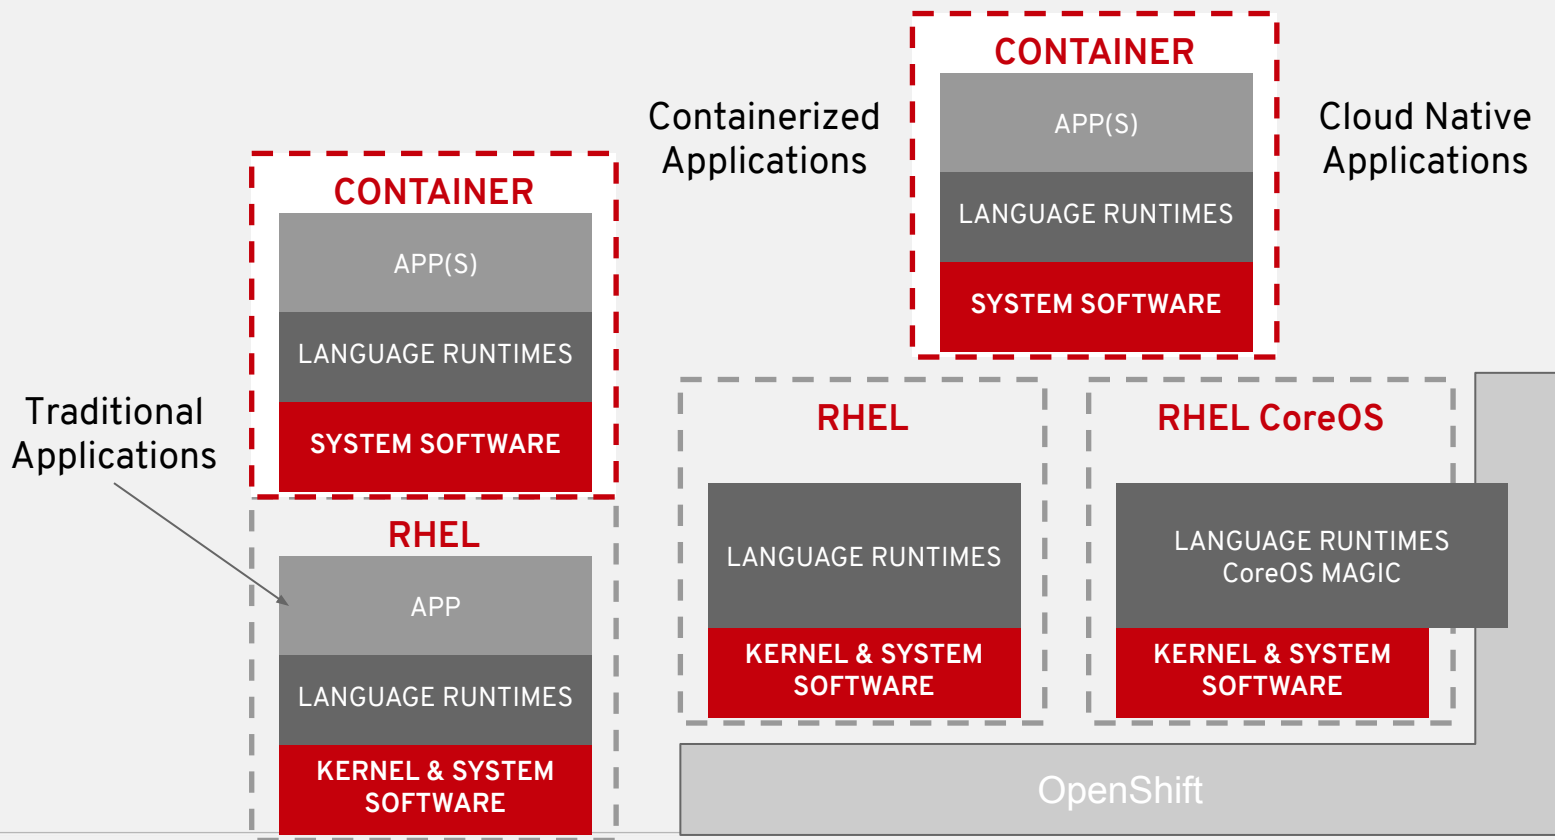 Traditional
Applications
CONTAINER
APP(S)
LANGUAGE RUNTIMES
SYSTEM SOFTWARE
RHEL
APP
LANGUAGE RUNTIMES
KERNEL & SYSTEM
SOFTWARE
Containerized
Applications
CONTAINER
APP(S)
LANGUAGE RUNTIMES
SYSTEM SOFTWARE
Cloud Native
Applications
RHEL
LANGUAGE RUNTIMES
KERNEL & SYSTEM
SOFTWARE
RHEL CoreOS
LANGUAGE RUNTIMES
CoreOS MAGIC
KERNEL & SYSTEM
SOFTWARE
OpenShift